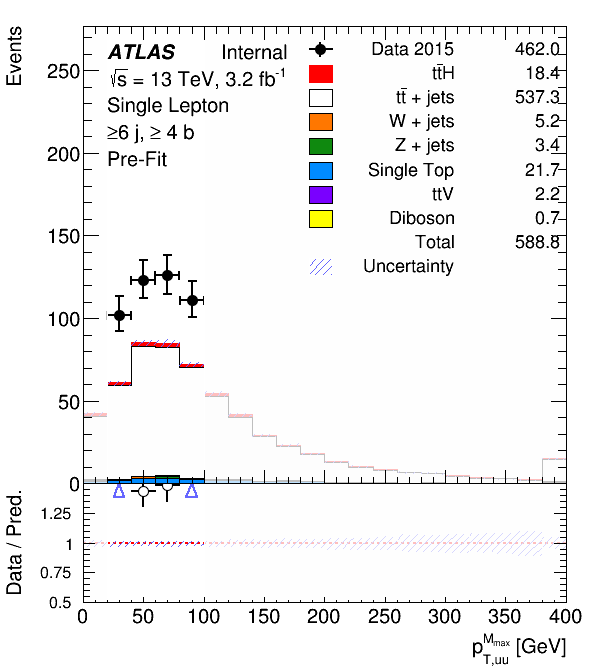 Events
ATLAS Internal
√s = 13 TeV, 3.2 fb⁻¹
Single Lepton
≥6 j, ≥ 4 b
Pre-Fit
Data 2015 462.0
tt̄H 18.4
tt̄ + jets 537.3
W + jets 5.2
Z + jets 3.4
Single Top 21.7
ttV 2.2
Diboson 0.7
Total 588.8
Uncertainty
250
200
150
100
50
0
Data / Pred.
1.25
1
0.75
0.5
0 50 100 150 200 250 300 350 400
p_{T,uu}^{M_{max}} [GeV]